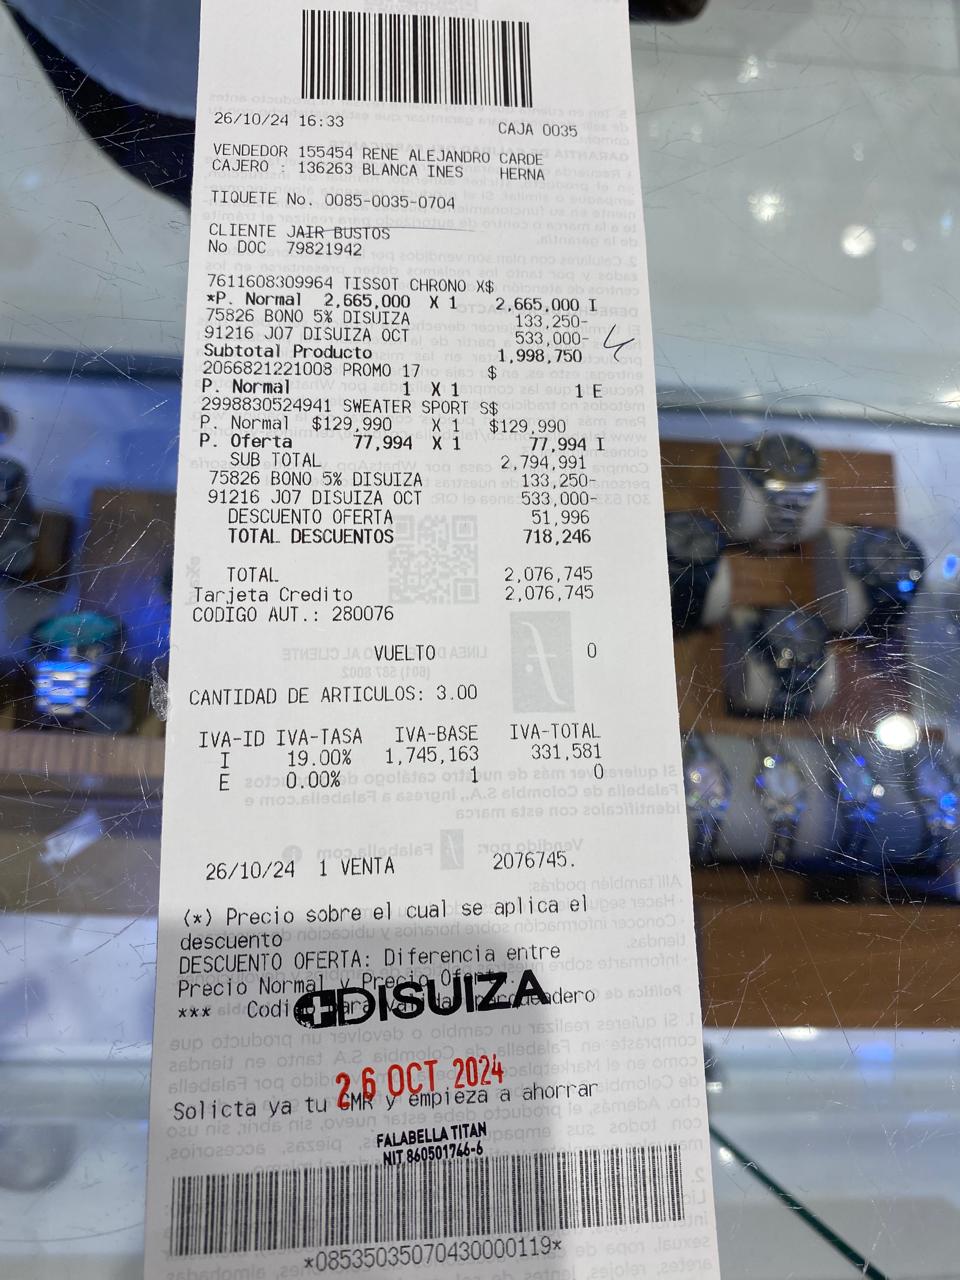 26/10/24 16:33 CAJA 0035
VENDEDOR 155454 RENE ALEJANDRO CARDE
CAJERO : 136263 BLANCA INES HERNA
TIQUETE No. 0085-0035-0704
CLIENTE JAIR BUSTOS
No DOC 79821942
7611608309964 TISSOT CHRONO X$
*P. Normal 2,665,000 X 1 2,665,000 I
75826 BONO 5% DISUIZA 133,250-
91216 J07 DISUIZA OCT 533,000-
Subtotal Producto 1,998,750
2066821221008 PROMO 17 $
P. Normal 1 X 1 1 E
2998830524941 SWEATER SPORT S$
P. Normal $129,990 X 1 $129,990
P. Oferta 77,994 X 1 77,994 I
SUB TOTAL 2,794,991
75826 BONO 5% DISUIZA 133,250-
91216 J07 DISUIZA OCT 533,000-
DESCUENTO OFERTA 51,996
TOTAL DESCUENTOS 718,246
TOTAL 2,076,745
Tarjeta Credito 2,076,745
CODIGO AUT.: 280076
VUELTO 0
CANTIDAD DE ARTICULOS: 3.00
IVA-ID IVA-TASA IVA-BASE IVA-TOTAL
I 19.00% 1,745,163 331,581
E 0.00% 1 0
26/10/24 1 VENTA 2076745.
(*) Precio sobre el cual se aplica el
descuento
DESCUENTO OFERTA: Diferencia entre
Precio Normal y Precio Oferta.
DISUIZA
26 OCT 2024
Solicta ya tu CMR y empieza a ahorrar
FALABELLA TITAN
NIT 860501746-6
*08535035070430000119*